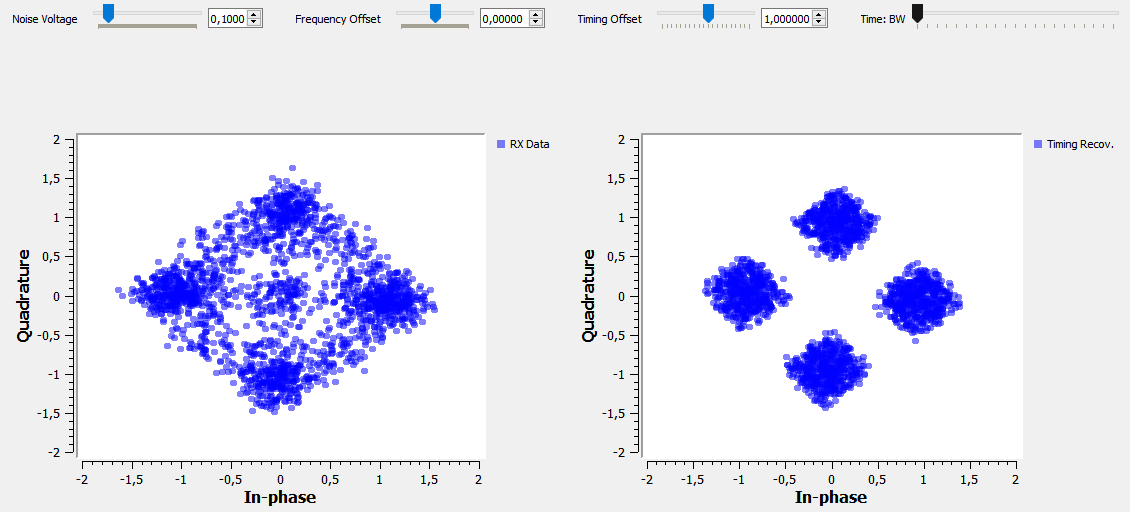 Noise Voltage 0,1000 Frequency Offset 0,00000 Timing Offset 1,000000 Time: BW
RX Data
2
1,5
1
0,5
0
-0,5
-1
-1,5
-2
Quadrature
-2 -1,5 -1 -0,5 0 0,5 1 1,5 2
In-phase
Timing Recov.
2
1,5
1
0,5
0
-0,5
-1
-1,5
-2
Quadrature
-2 -1,5 -1 -0,5 0 0,5 1 1,5 2
In-phase